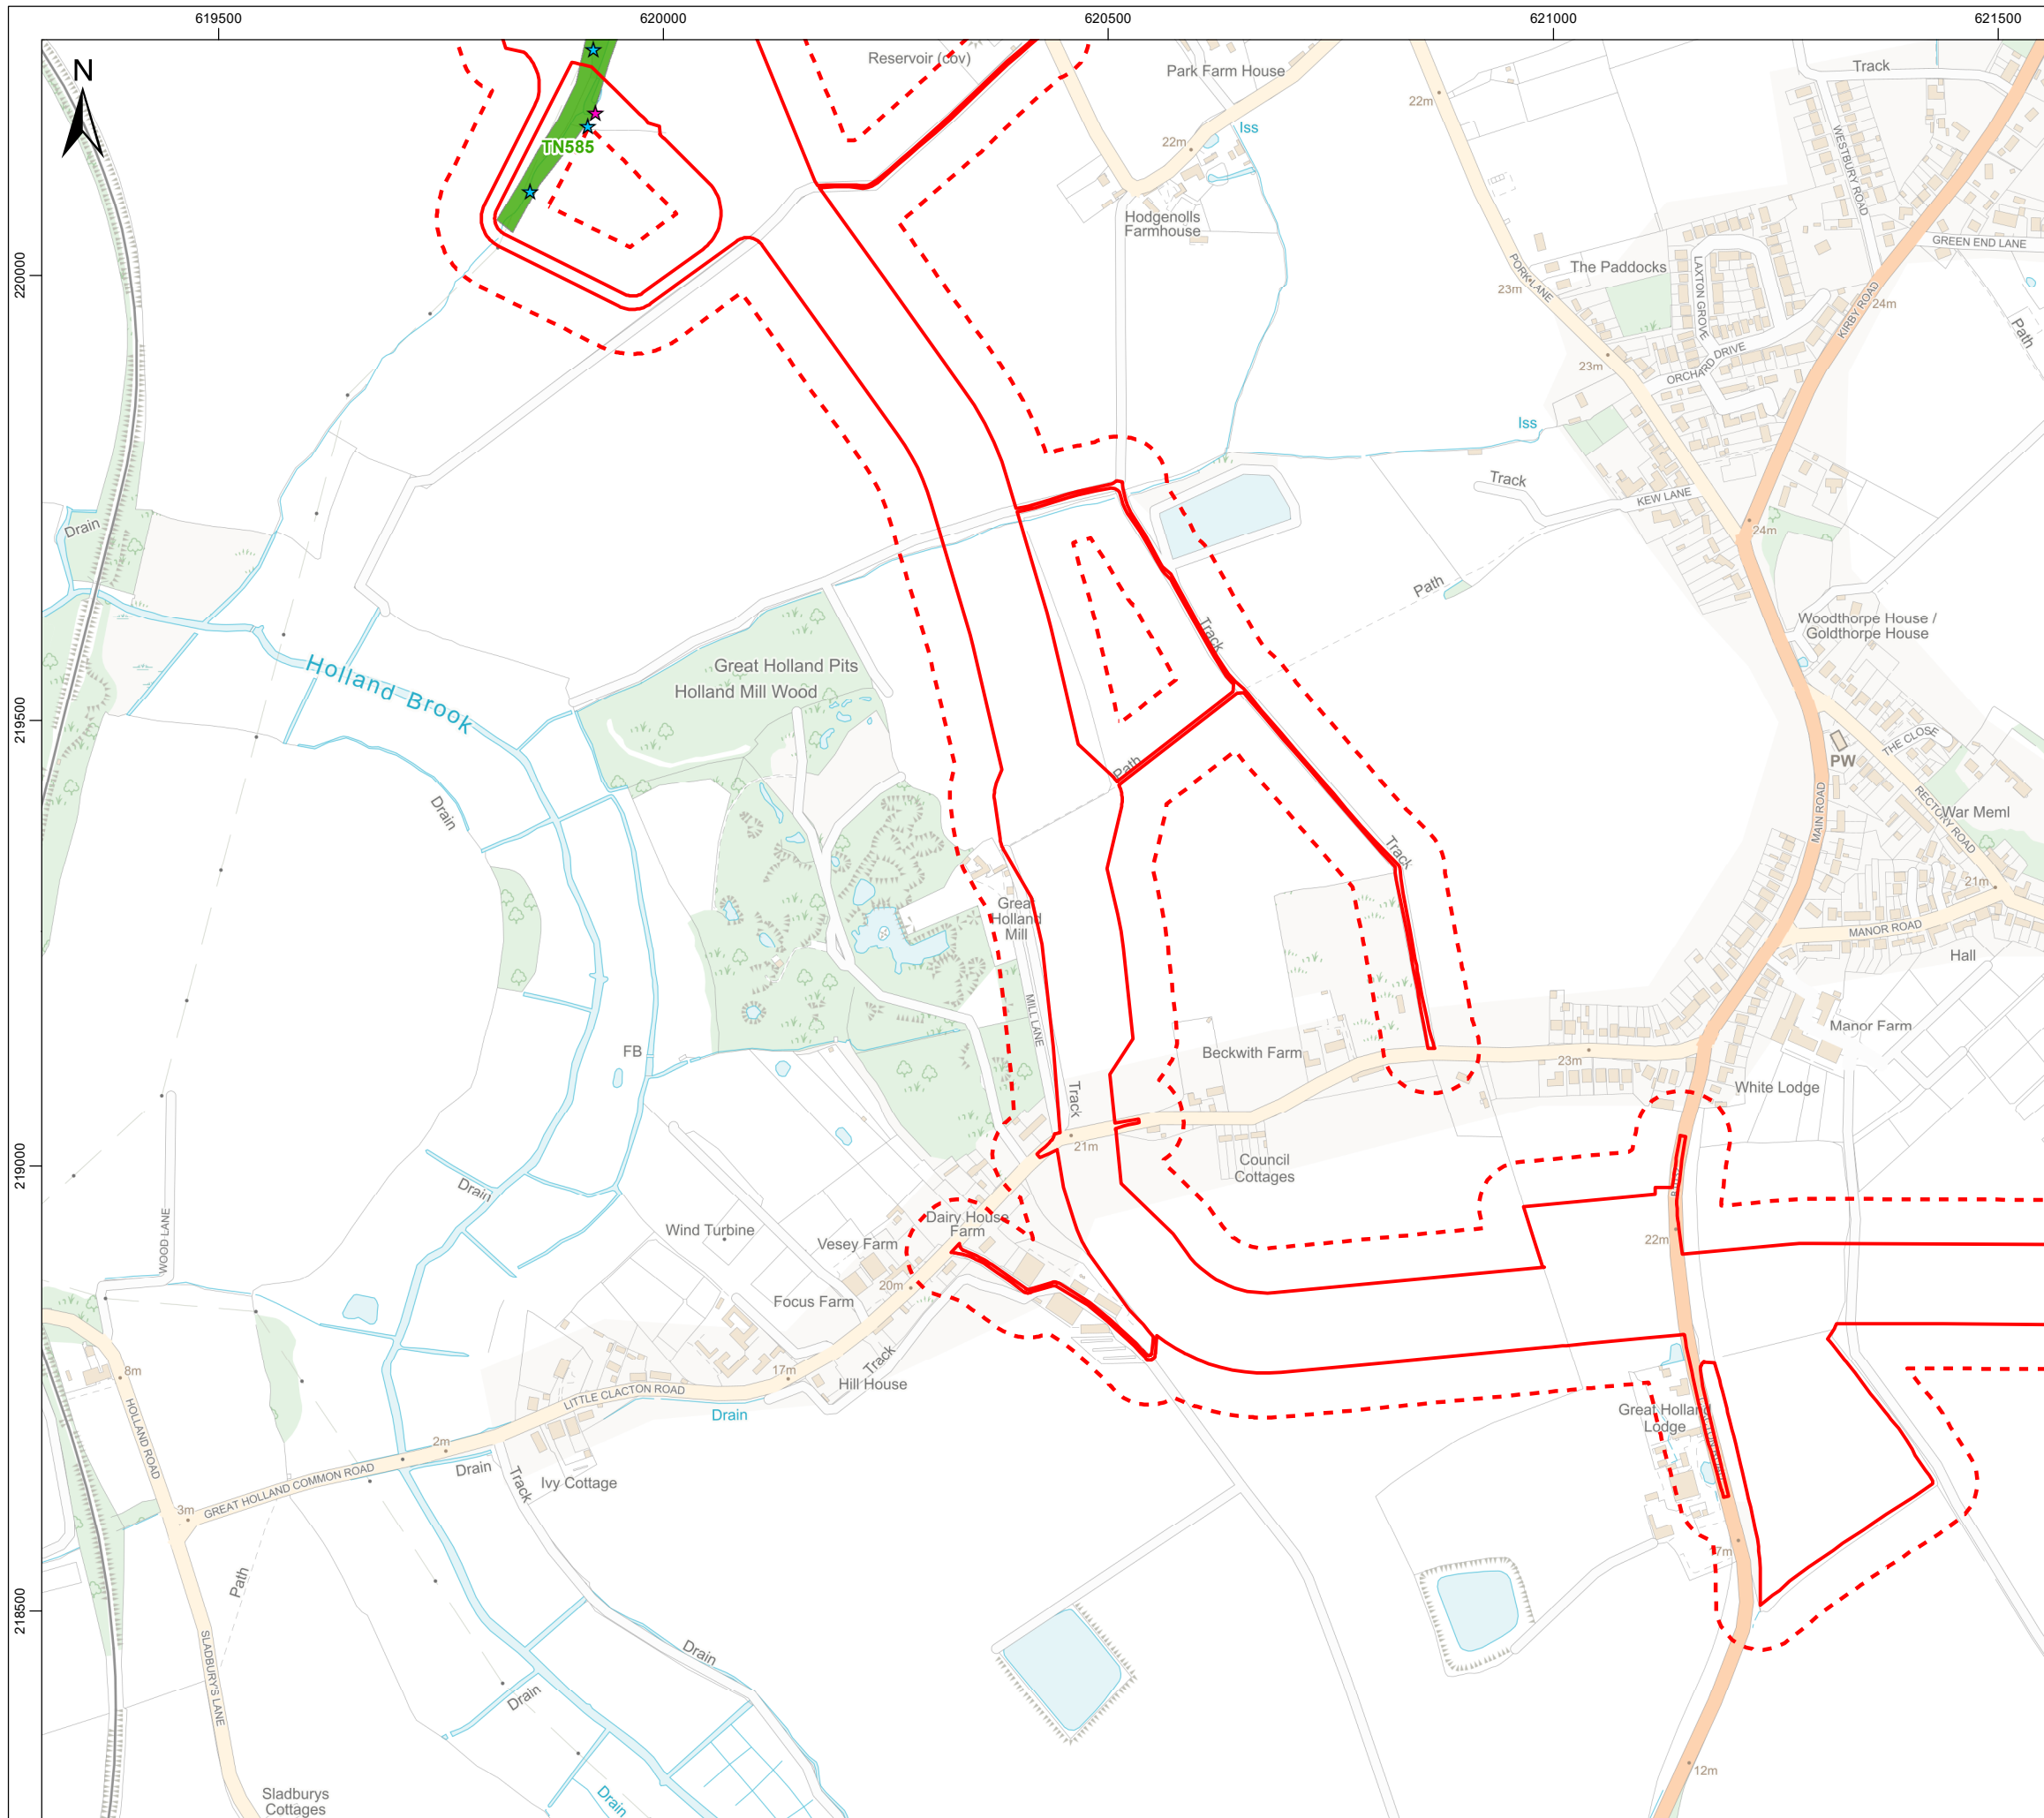 619500
620000
620500
621000
621500
N
Reservoir (cov)
Park Farm House
Track
22m
WESTBURY ROAD
TN585
Iss
22m
GREEN END LANE
Hodgenolls
Farmhouse
The Paddocks
PORK LANE
LAXTON GROVE
220000
23m
KIRBY ROAD
24m
Path
23m
ORCHARD DRIVE
Iss
Track
KEW LANE
Drain
24m
Path
Woodthorpe House /
Goldthorpe House
Track
Holland Brook
Great Holland Pits
Holland Mill Wood
219500
THE CLOSE
PW
Path
RECTORY ROAD
War Meml
MAIN ROAD
Drain
Track
21m
Great
Holland
Mill
MANOR ROAD
Hall
MILL LANE
Manor Farm
FB
Beckwith Farm
23m
White Lodge
Track
21m
219000
Council
Cottages
Drain
WOOD LANE
Wind Turbine
Dairy House
Farm
Vesey Farm
22m
20m
Focus Farm
8m
17m
Track
Hill House
HOLLAND ROAD
LITTLE CLACTON ROAD
Drain
Great Holland
Lodge
2m
Drain
Track
Ivy Cottage
GREAT HOLLAND COMMON ROAD
3m
17m
Path
218500
SLADBURY'S LANE
Drain
Drain
12m
Sladburys
Cottages
Drain